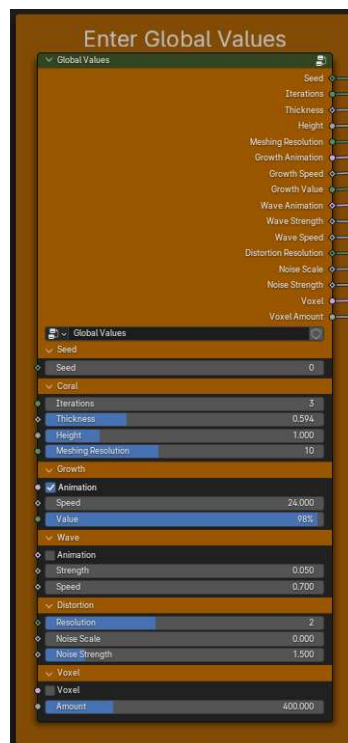 Enter Global Values
Global Values
Seed
Iterations
Thickness
Height
Meshing Resolution
Growth Animation
Growth Speed
Growth Value
Wave Animation
Wave Strength
Wave Speed
Distortion Resolution
Noise Scale
Noise Strength
Voxel
Voxel Amount
Global Values
Seed
Seed 0
Coral
Iterations 3
Thickness 0.594
Height 1.000
Meshing Resolution 10
Growth
Animation
Speed 24.000
Value 98%
Wave
Animation
Strength 0.050
Speed 0.700
Distortion
Resolution 2
Noise Scale 0.000
Noise Strength 1.500
Voxel
Voxel
Amount 400.000